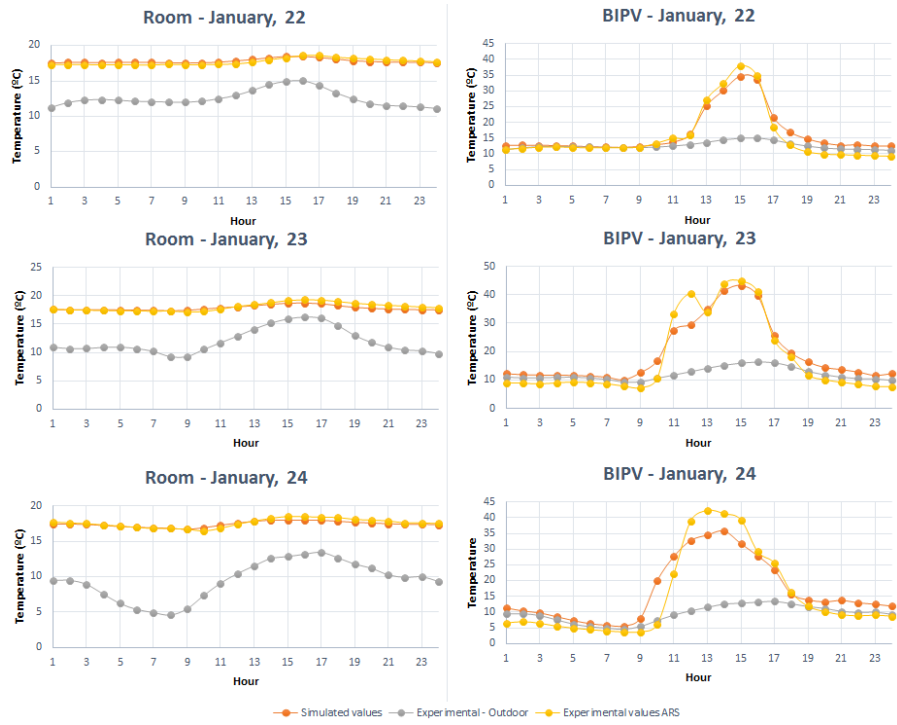 Room - January, 22
Temperature (ºC)
20
15
10
5
0
1 3 5 7 9 11 13 15 17 19 21 23
Hour
BIPV - January, 22
Temperature (ºC)
45
40
35
30
25
20
15
10
5
0
1 3 5 7 9 11 13 15 17 19 21 23
Hour
Room - January, 23
Temperature (ºC)
25
20
15
10
5
0
1 3 5 7 9 11 13 15 17 19 21 23
Hour
BIPV - January, 23
Temperature (ºC)
50
40
30
20
10
0
1 3 5 7 9 11 13 15 17 19 21 23
Hour
Room - January, 24
Temperature (ºC)
20
15
10
5
0
1 3 5 7 9 11 13 15 17 19 21 23
Hour
BIPV - January, 24
Temperature
45
40
35
30
25
20
15
10
5
0
1 3 5 7 9 11 13 15 17 19 21 23
Hour
Simulated values Experimental - Outdoor Experimental values ARS